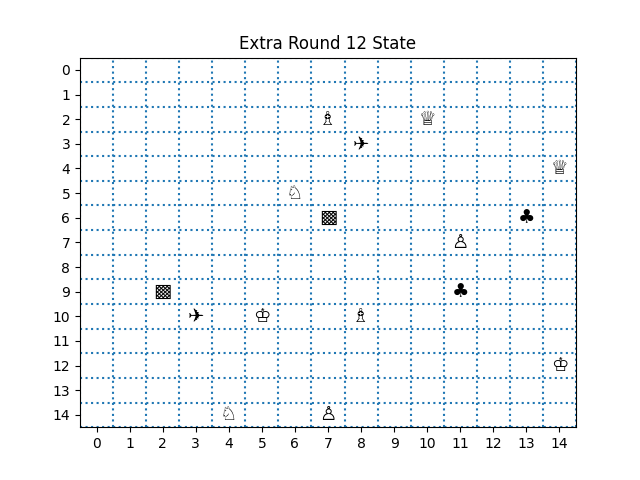 Extra Round 12 State
0
1
2 ♗ ♕
3 ✈
4 ♕
5 ♘
6 ▩ ♣
7 ♙
8
9 ▩ ♣
10 ✈ ♔ ♗
11
12 ♔
13
14 ♘ ♙
0 1 2 3 4 5 6 7 8 9 10 11 12 13 14